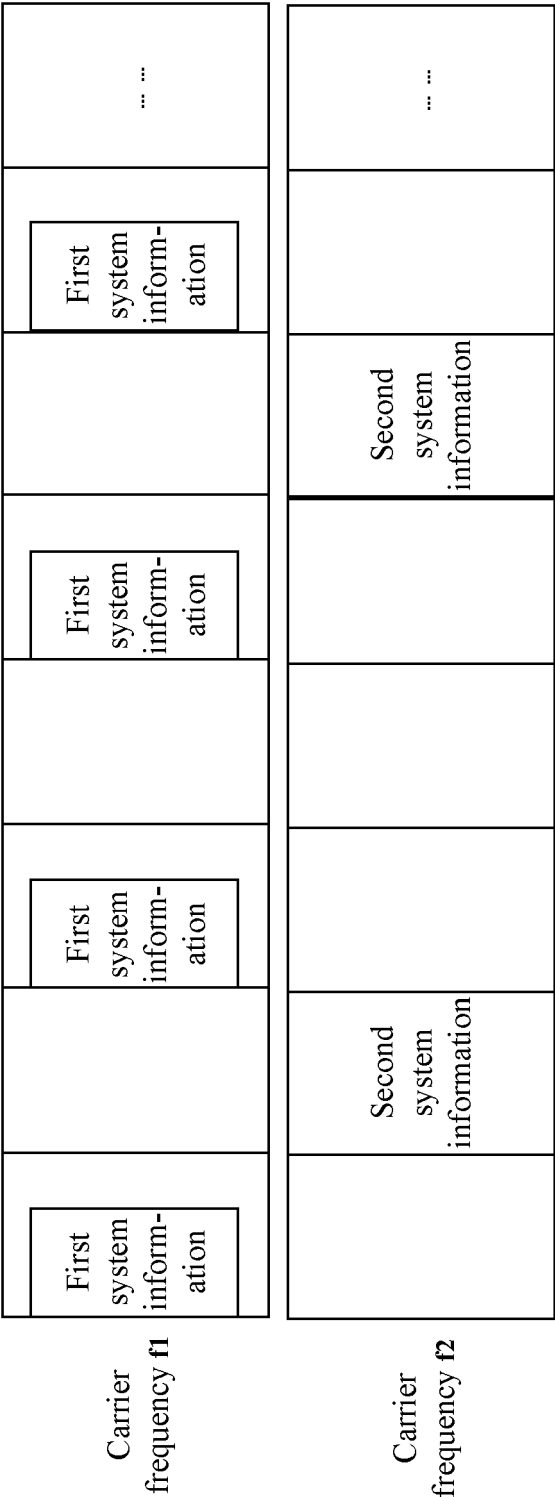 Carrier
frequency f1
First
system
inform-
ation
First
system
inform-
ation
First
system
inform-
ation
First
system
inform-
ation
... ...
Carrier
frequency f2
Second
system
information
Second
system
information
... ...